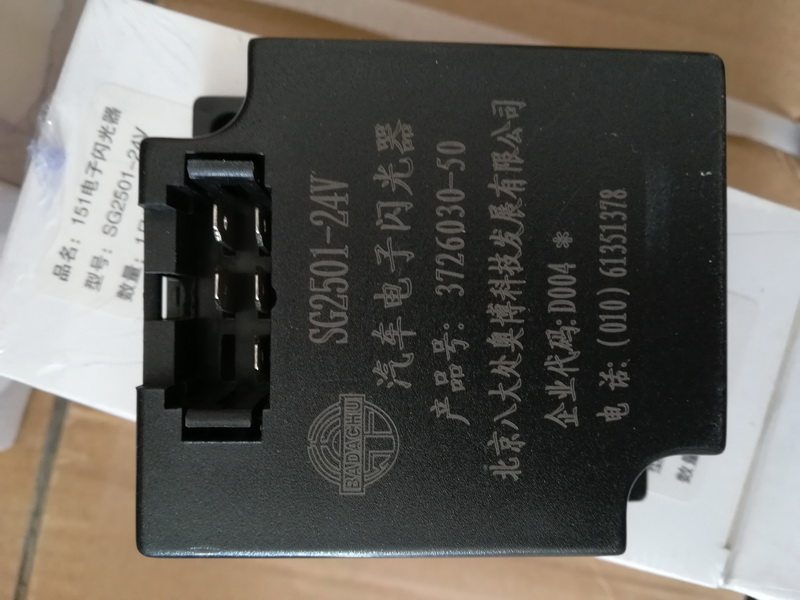 SG2501-24V
汽车电子闪光器
产品号: 3726030-50
北京八大处奥博科技发展有限公司
企业代码: D004 *
电 话: (010) 61351378
BADACHU
品名: 151电子闪光器
型号: SG2501-24V
数量:
数量